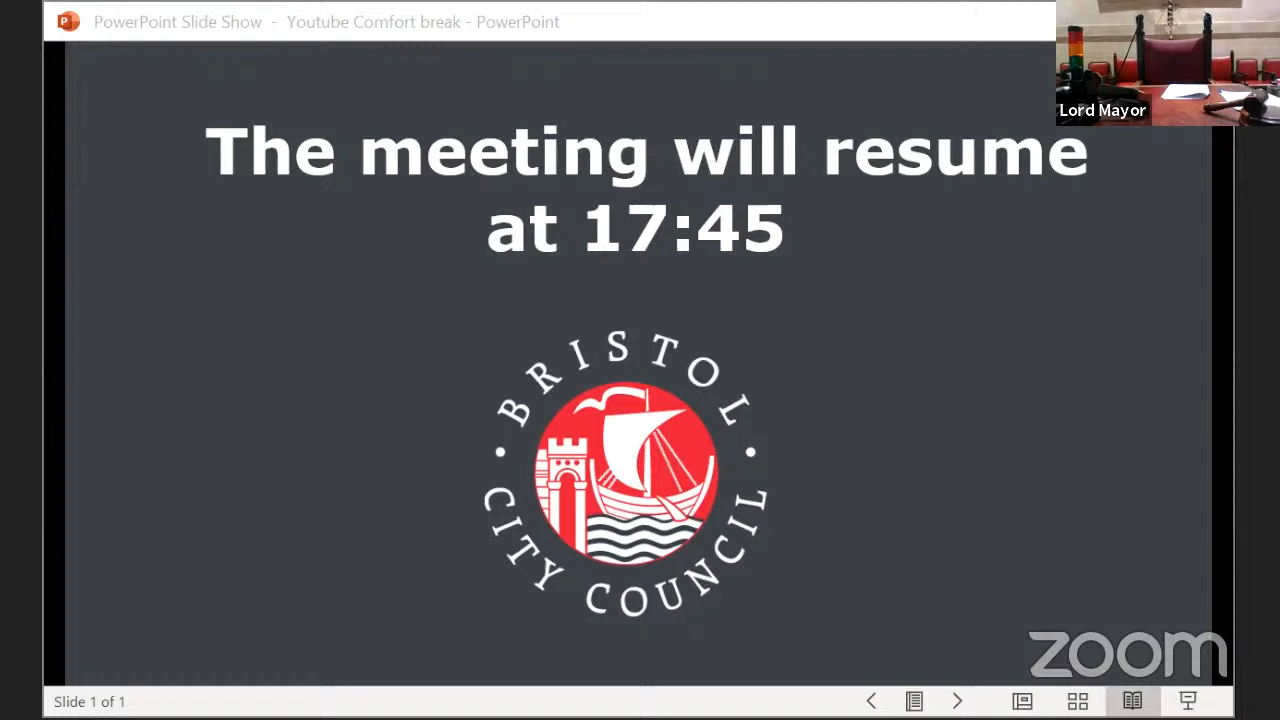 PowerPoint Slide Show - Youtube Comfort break - PowerPoint
Lord Mayor
The meeting will resume
at 17:45
BRISTOL
CITY COUNCIL
zoom
Slide 1 of 1